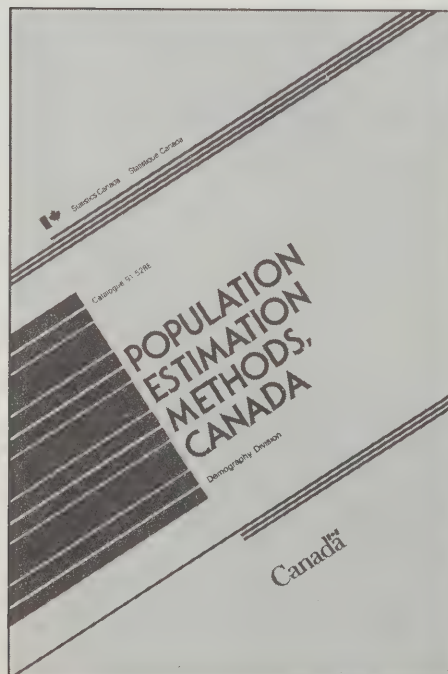 Statistics Canada Statistique Canada
Catalogue 91-528E
POPULATION
ESTIMATION
METHODS,
CANADA
Demography Division
Canada